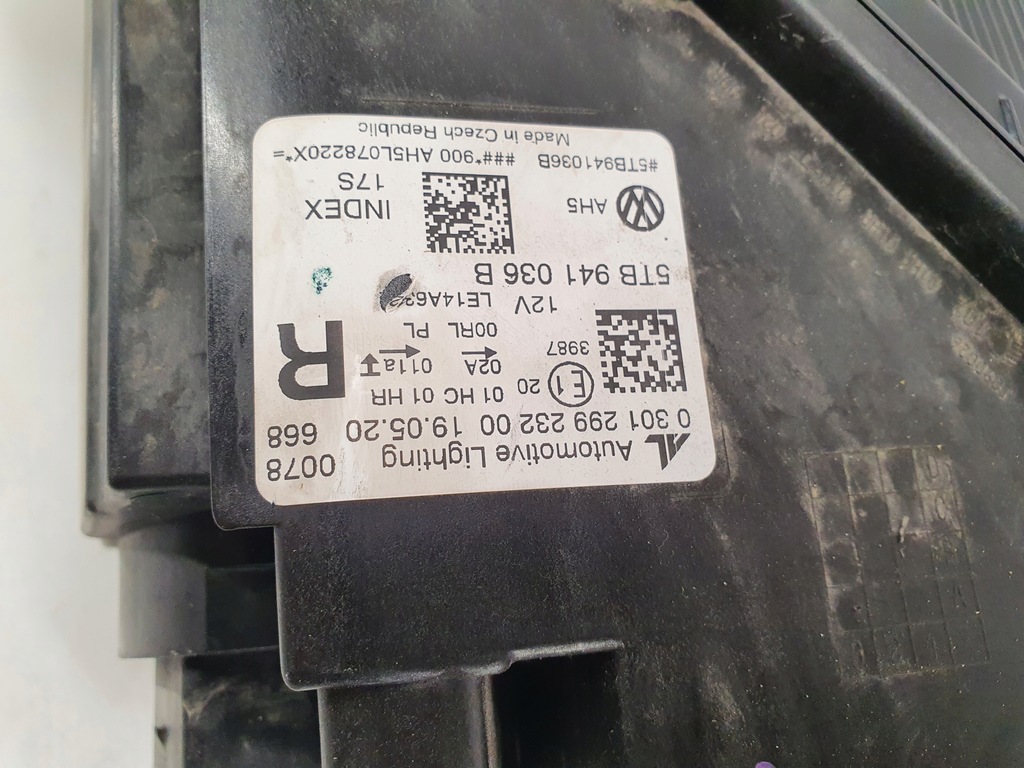 Automotive Lighting 0078
0 301 299 232 00 19.05.20 668
E1 20 01 HC 01 HR
3987 02A 011a
00RL PL
R
12V
5TB 941 036 B
AH5 INDEX
17S
#5TB941036B ###*900 AH5L078220X*=
Made in Czech Republic